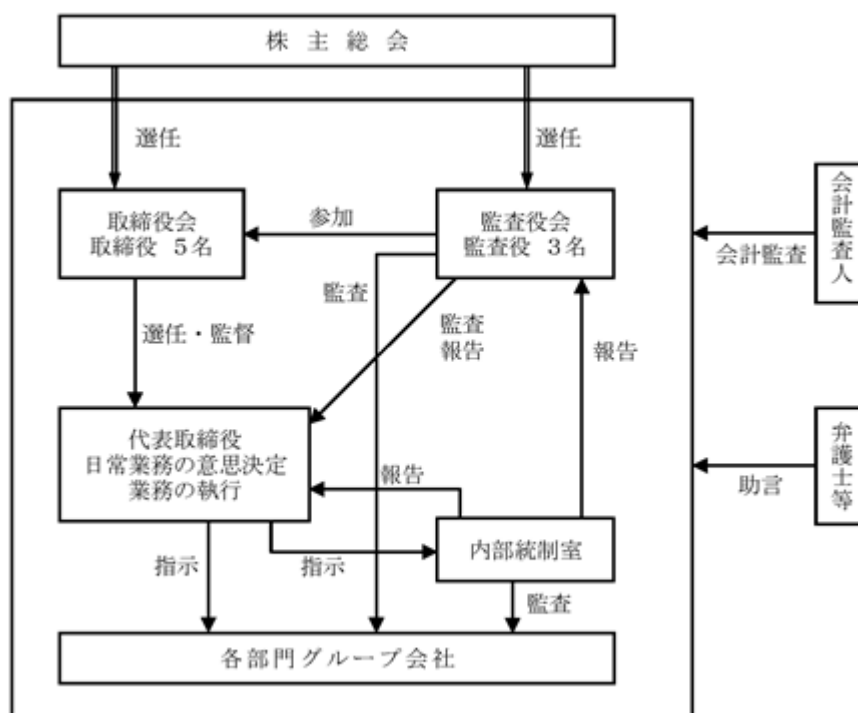 株主総会
選任
選任
取締役会
取締役 5名
参加
監査役会
監査役 3名
会計監査人
会計監査
監査
選任・監督
監査
報告
報告
代表取締役
日常業務の意思決定
業務の執行
報告
弁護士等
助言
指示
指示
内部統制室
監査
各部門グループ会社